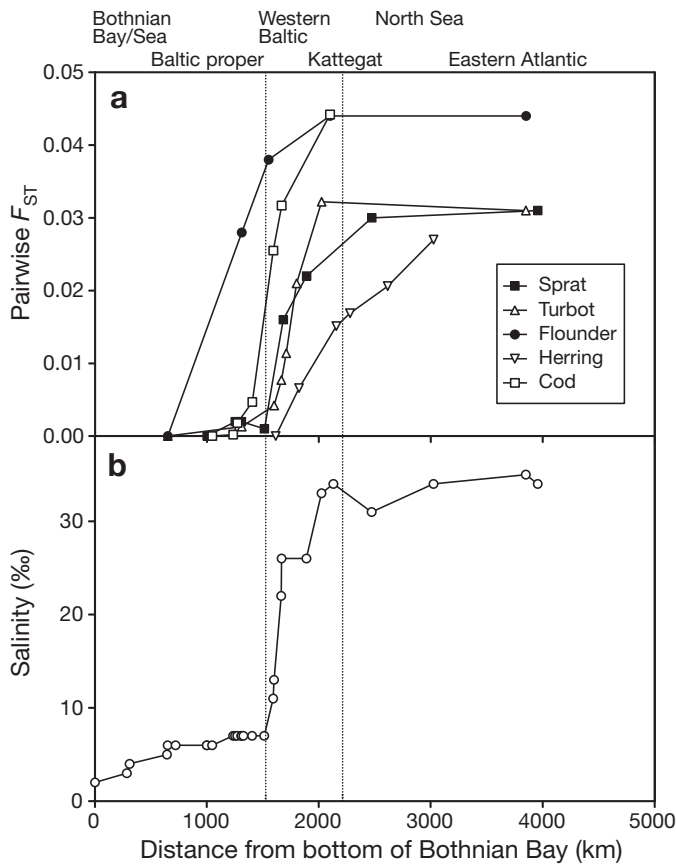 Bothnian Western North Sea
Bay/Sea Baltic
Baltic proper Kattegat Eastern Atlantic
a
Pairwise FST
0.05
0.04
0.03
0.02
0.01
0.00
Sprat
Turbot
Flounder
Herring
Cod
b
Salinity (‰)
30
20
10
0
0 1000 2000 3000 4000 5000
Distance from bottom of Bothnian Bay (km)